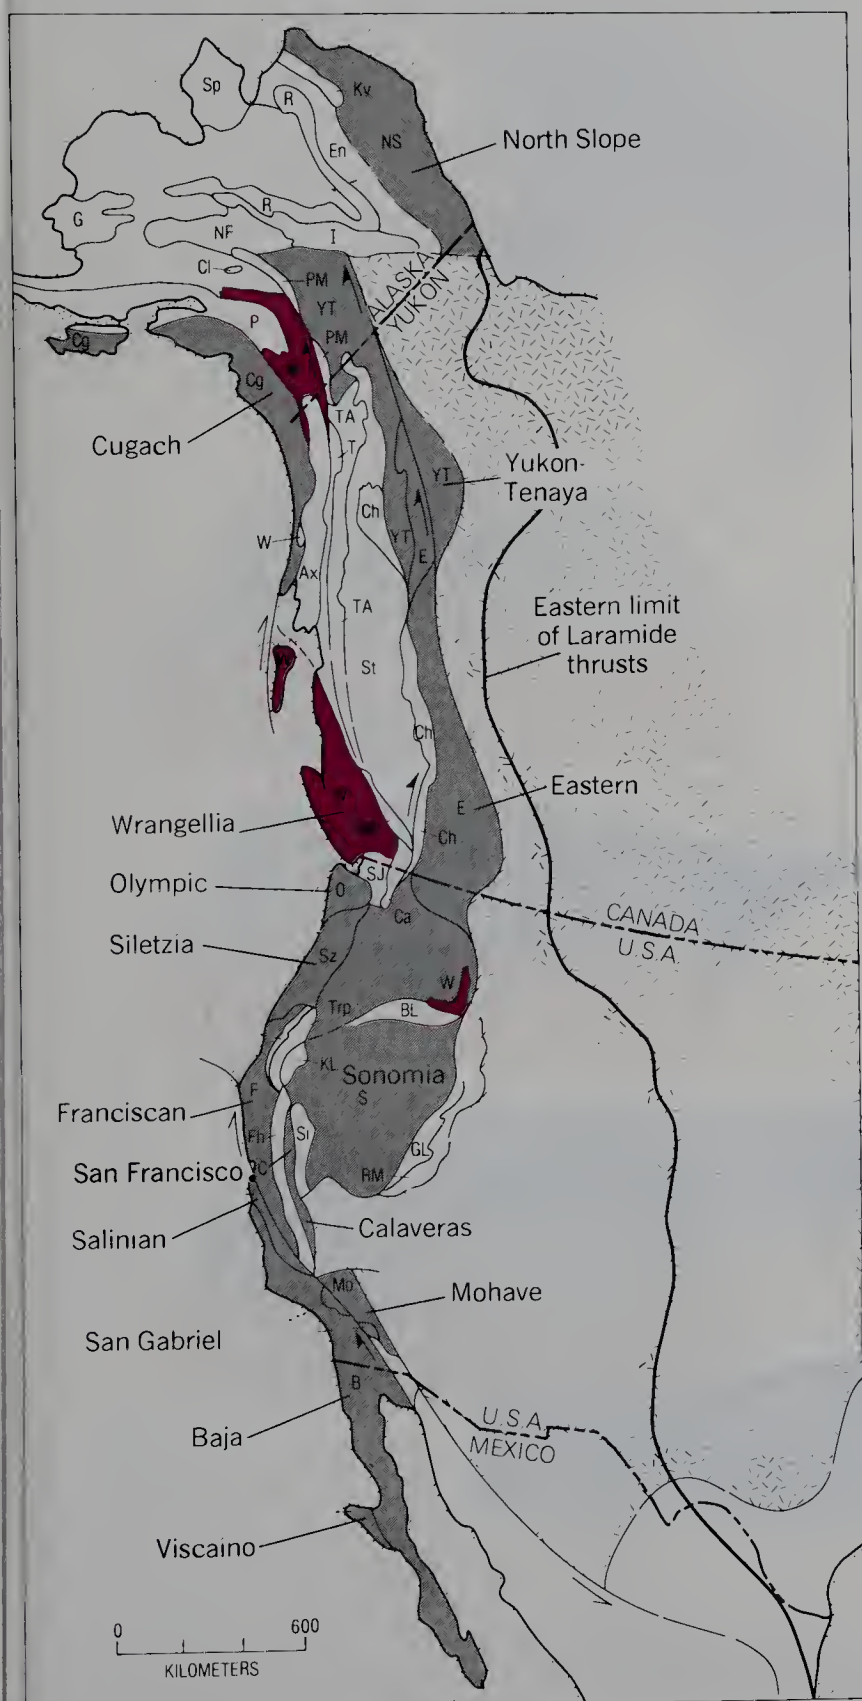 Sp
Kv
R
NS
North Slope
En
R
G
NF
I
Cl
PM
ALASKA
YUKON
YT
P
PM
Cg
Cg
TA
Cugach
T
YT
Yukon-
Tenaya
Ch
W
YT
E
Ax
TA
Eastern limit
of Laramide
thrusts
St
W
Ch
Eastern
E
Wrangellia
Ch
SJ
Olympic
O
Ca
CANADA
U.S.A.
Siletzia
Sz
W
Trp
BL
KL
Sonomia
S
F
Franciscan
Fh
Si
GL
San Francisco
C
RM
Salinian
Calaveras
Mo
Mohave
San Gabriel
B
U.S.A.
MEXICO
Baja
Viscaino
0
600
KILOMETERS